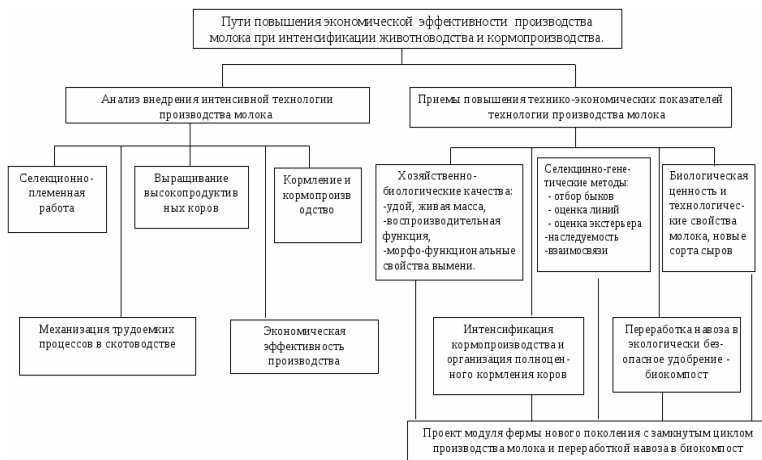 Пути повышения экономической эффективности производства
молока при интенсификации животноводства и кормопроизводства.
Анализ внедрения интенсивной технологии
производства молока
Приемы повышения технико-экономических показателей
технологии производства молока
Селекционно-
племенная
работа
Выращивание
высокопродуктив
ных коров
Кормление и
кормопроизв
одство
Хозяйственно-
биологические качества:
-удой, живая масса,
-воспроизводительная
функция,
-морфо-функциональные
свойства вымени.
Селекцинно-гене-
тические методы:
- отбор быков
- оценка линий
- оценка экстерьера
-наследуемость
-взаимосвязи
Биологическая
ценность и
технологичес-
кие свойства
молока, новые
сорта сыров
Механизация трудоемких
процессов в скотоводстве
Экономическая
эффективность
производства
Интенсификация
кормопроизводства и
организация полноцен-
ного кормления коров
Переработка навоза в
экологически без-
опасное удобрение -
биокомпост
Проект модуля фермы нового поколения с замкнутым циклом
производства молока и переработкой навоза в биокомпост